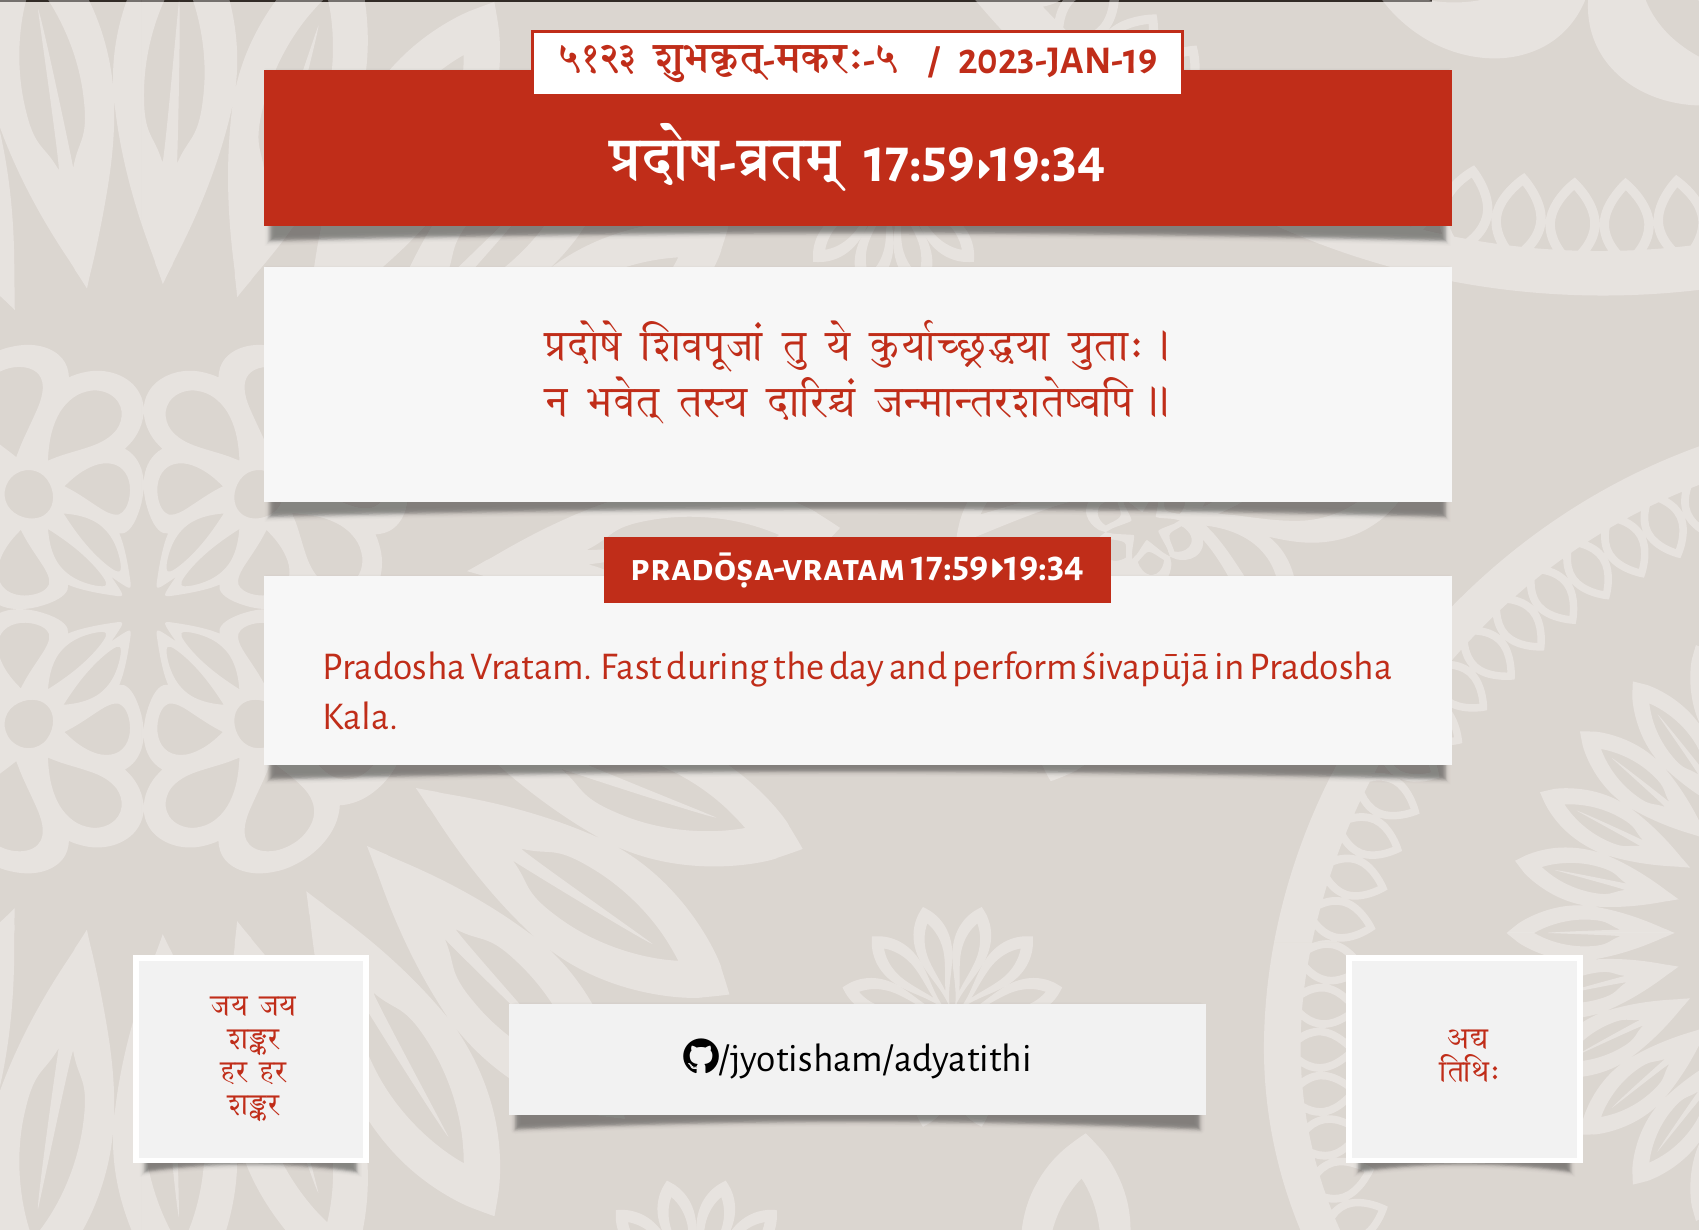 ५१२३ शुभकृत्-मकरः-५ / 2023-JAN-19
प्रदोष-व्रतम् 17:59▸19:34
प्रदोषे शिवपूजां तु ये कुर्याच्छ्रद्धया युताः ।
न भवेत् तस्य दारिद्र्यं जन्मान्तरशतेष्वपि ॥
PRADŌṢA-VRATAM 17:59▸19:34
Pradosha Vratam. Fast during the day and perform śivapūjā in Pradosha
Kala.
जय जय
शङ्कर
हर हर
शङ्कर
/jyotisham/adyatithi
अद्य
तिथिः